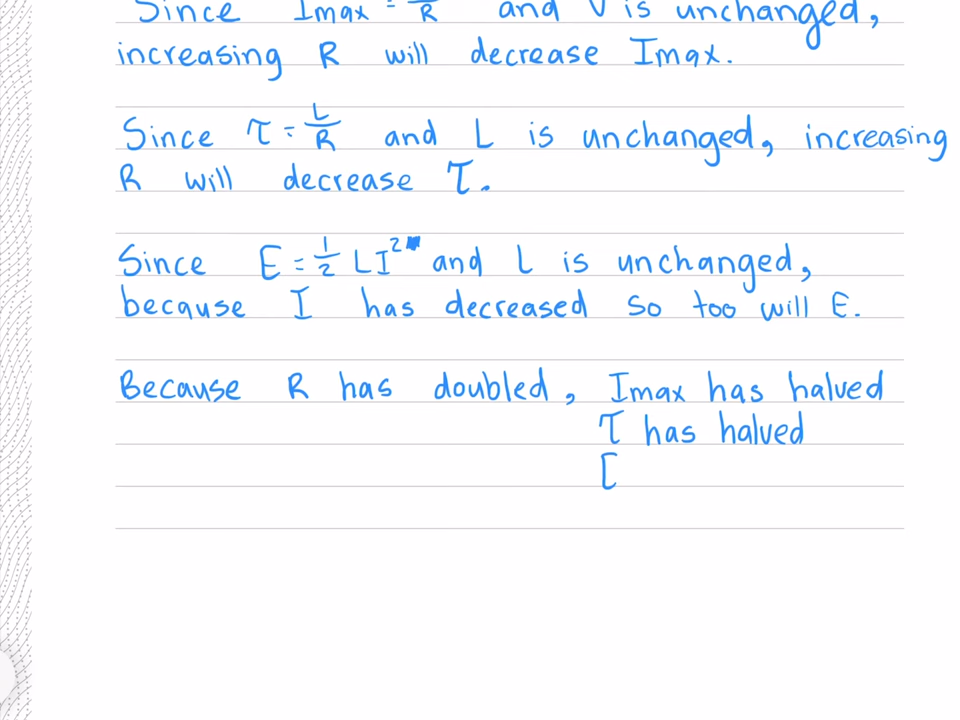 Since Imax = /R and V is unchanged,
increasing R will decrease Imax.
Since τ = L/R and L is unchanged, increasing
R will decrease τ.
Since E = 1/2 LI² and L is unchanged,
because I has decreased so too will E.
Because R has doubled, Imax has halved
τ has halved
[